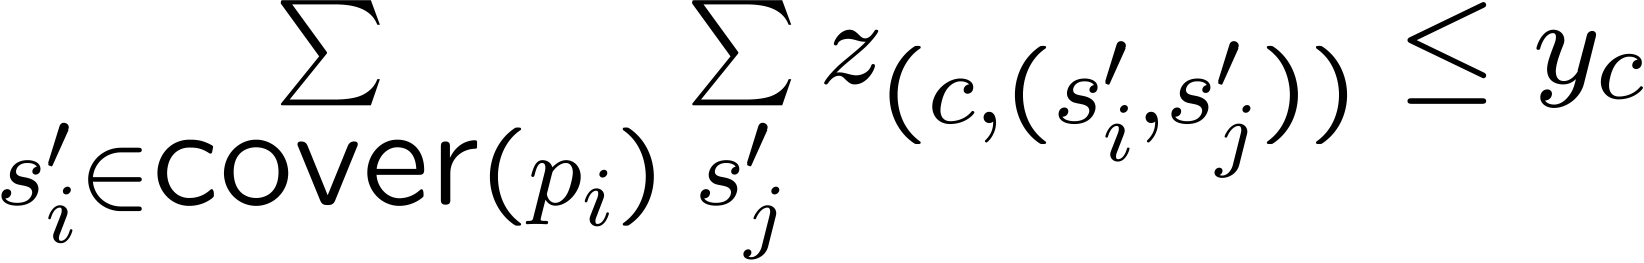 \sum_{s'_i \in \mathsf{cover}(p_i)} \sum_{s'_j} z_{(c,(s'_i,s'_j))} \leq y_c